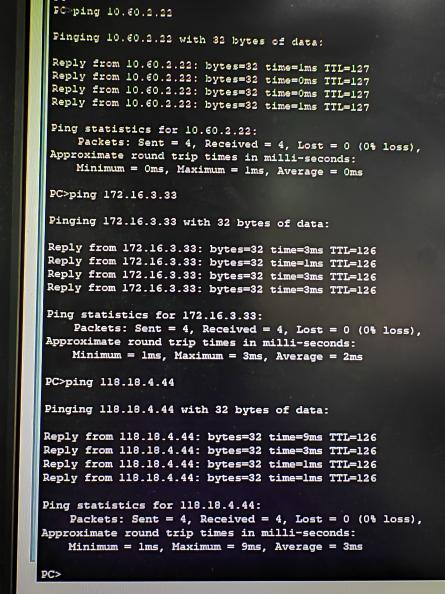 PC>ping 10.60.2.22
Pinging 10.60.2.22 with 32 bytes of data:
Reply from 10.60.2.22: bytes=32 time=1ms TTL=127
Reply from 10.60.2.22: bytes=32 time=0ms TTL=127
Reply from 10.60.2.22: bytes=32 time=0ms TTL=127
Reply from 10.60.2.22: bytes=32 time=1ms TTL=127
Ping statistics for 10.60.2.22:
Packets: Sent = 4, Received = 4, Lost = 0 (0% loss),
Approximate round trip times in milli-seconds:
Minimum = 0ms, Maximum = 1ms, Average = 0ms
PC>ping 172.16.3.33
Pinging 172.16.3.33 with 32 bytes of data:
Reply from 172.16.3.33: bytes=32 time=3ms TTL=126
Reply from 172.16.3.33: bytes=32 time=1ms TTL=126
Reply from 172.16.3.33: bytes=32 time=3ms TTL=126
Reply from 172.16.3.33: bytes=32 time=3ms TTL=126
Ping statistics for 172.16.3.33:
Packets: Sent = 4, Received = 4, Lost = 0 (0% loss),
Approximate round trip times in milli-seconds:
Minimum = 1ms, Maximum = 3ms, Average = 2ms
PC>ping 118.18.4.44
Pinging 118.18.4.44 with 32 bytes of data:
Reply from 118.18.4.44: bytes=32 time=9ms TTL=126
Reply from 118.18.4.44: bytes=32 time=3ms TTL=126
Reply from 118.18.4.44: bytes=32 time=1ms TTL=126
Reply from 118.18.4.44: bytes=32 time=1ms TTL=126
Ping statistics for 118.18.4.44:
Packets: Sent = 4, Received = 4, Lost = 0 (0% loss),
Approximate round trip times in milli-seconds:
Minimum = 1ms, Maximum = 9ms, Average = 3ms
PC>